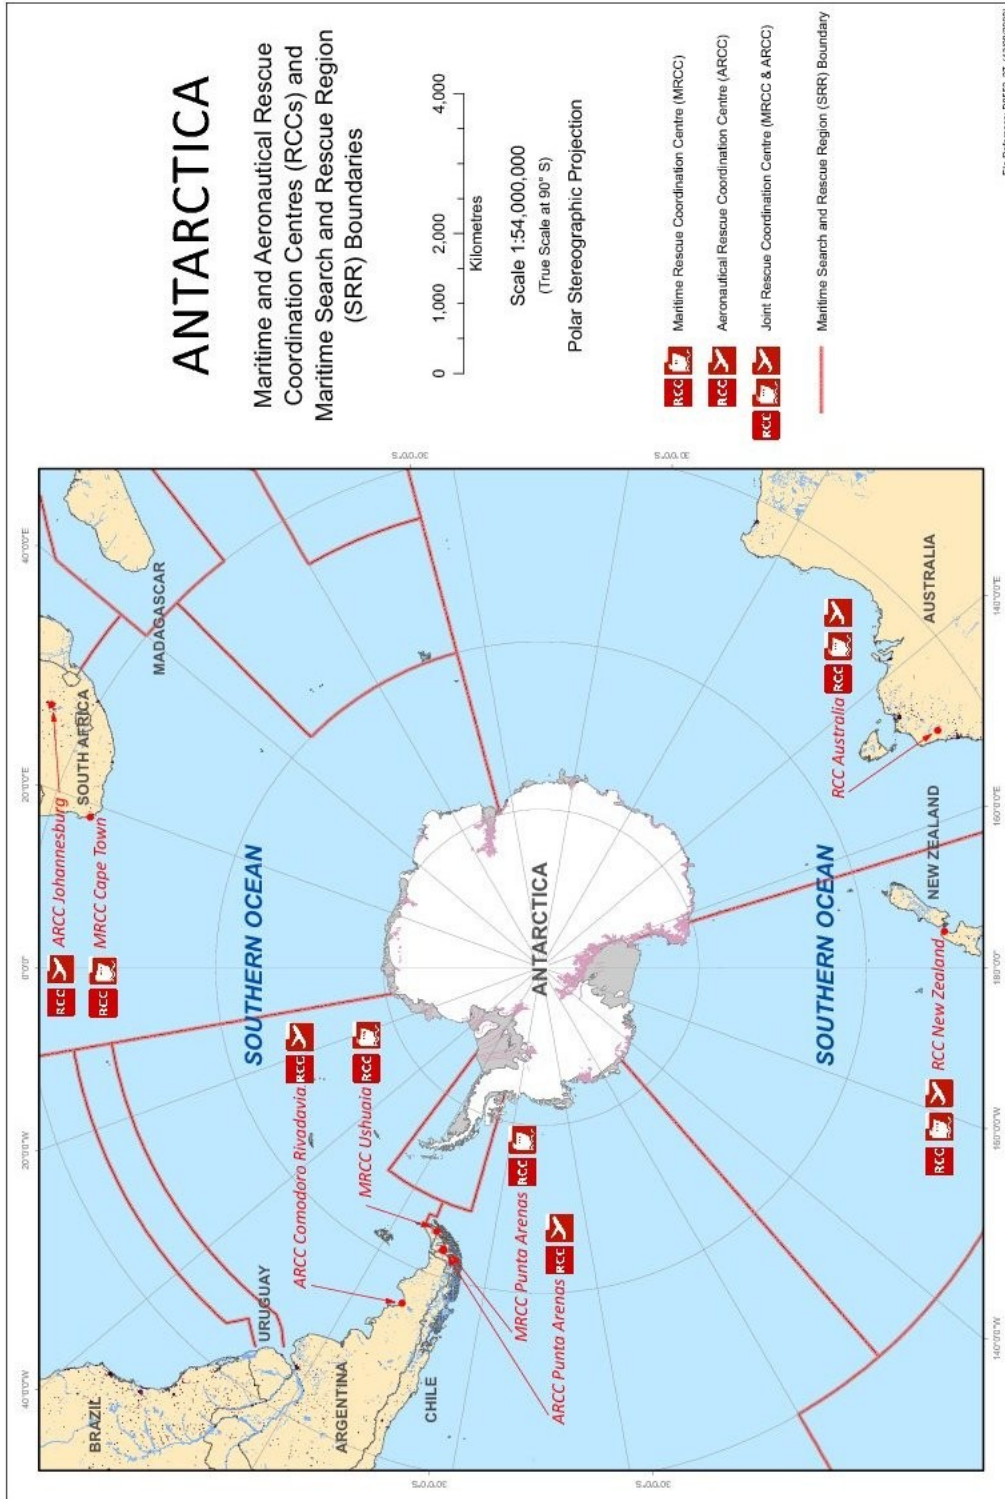 ANTARCTICA
Maritime and Aeronautical Rescue
Coordination Centres (RCCs) and
Maritime Search and Rescue Region
(SRR) Boundaries
0 1,000 2,000 4,000
Kilometres
Scale 1:54,000,000
(True Scale at 90° S)
Polar Stereographic Projection
RCC Maritime Rescue Coordination Centre (MRCC)
RCC Aeronautical Rescue Coordination Centre (ARCC)
RCC Joint Rescue Coordination Centre (MRCC & ARCC)
Maritime Search and Rescue Region (SRR) Boundary
40°0'0"W
20°0'0"W
0°0'0"
20°0'0"E
40°0'0"E
30°0'0"S
30°0'0"S
BRAZIL
URUGUAY
ARGENTINA
CHILE
RCC ARCC Johannesburg
RCC MRCC Cape Town
SOUTH AFRICA
MADAGASCAR
SOUTHERN OCEAN
ARCC Comodoro Rivadavia RCC
MRCC Ushuaia RCC
MRCC Punta Arenas RCC
ARCC Punta Arenas RCC
ANTARCTICA
SOUTHERN OCEAN
RCC Australia RCC
AUSTRALIA
NEW ZEALAND
RCC RCC New Zealand
30°0'0"S
30°0'0"S
140°0'0"W
160°0'0"W
180°0'0"
160°0'0"E
140°0'0"E